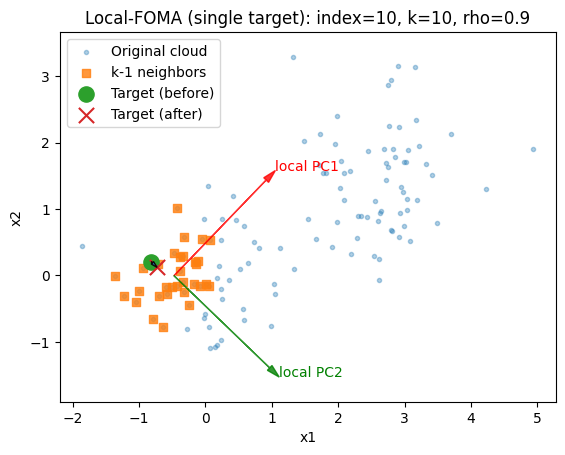 Local-FOMA (single target): index=10, k=10, rho=0.9
Original cloud
k-1 neighbors
Target (before)
Target (after)
local PC1
local PC2
3
2
1
0
−1
x2
−2
−1
0
1
2
3
4
5
x1